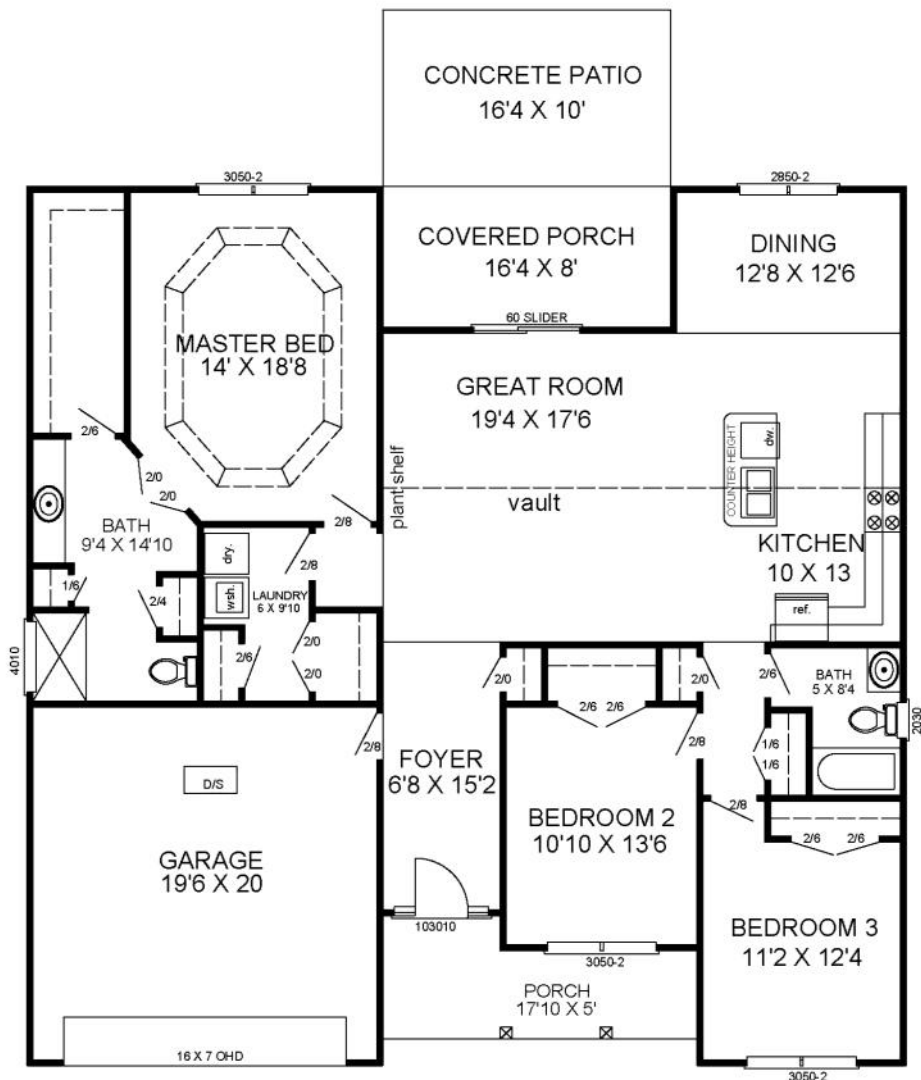 CONCRETE PATIO
16'4 X 10'
3050-2
2850-2
COVERED PORCH
16'4 X 8'
DINING
12'8 X 12'6
60 SLIDER
MASTER BED
14' X 18'8
GREAT ROOM
19'4 X 17'6
2/6
COUNTER HEIGHT
dw.
2/0
2/0
plant shelf
vault
2/8
BATH
9'4 X 14'10
KITCHEN
10 X 13
dry.
2/8
1/6
wsh.
LAUNDRY
6 X 9'10
2/4
ref.
2/0
2/6
2/0
4010
2/0
2/0
2/6
BATH
5 X 8'4
2/6 2/6
2030
2/8
2/8
1/6
1/6
FOYER
6'8 X 15'2
D/S
2/8
BEDROOM 2
10'10 X 13'6
2/6 2/6
GARAGE
19'6 X 20
103010
BEDROOM 3
11'2 X 12'4
3050-2
PORCH
17'10 X 5'
16 X 7 OHD
3050-2